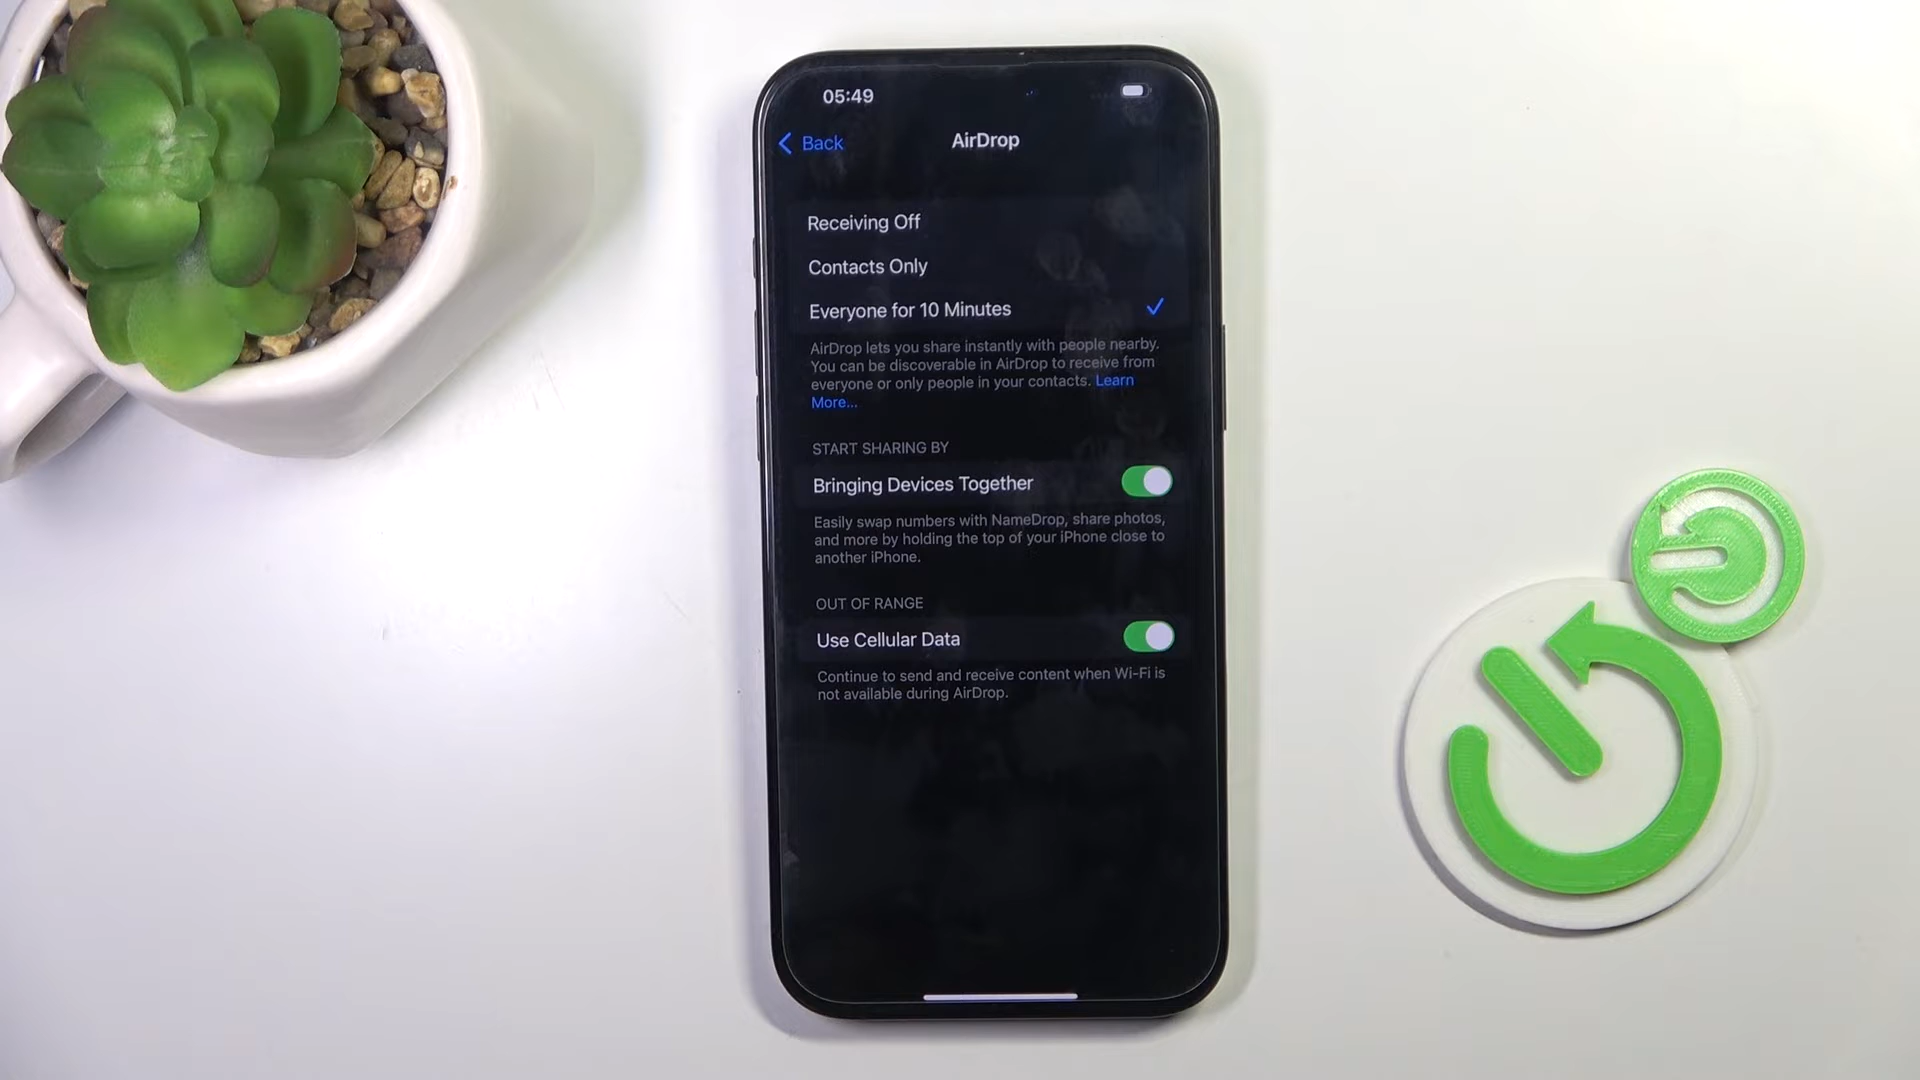 05:49
Back
AirDrop
Receiving Off
Contacts Only
Everyone for 10 Minutes
AirDrop lets you share instantly with people nearby.
You can be discoverable in AirDrop to receive from
everyone or only people in your contacts. Learn
More...
START SHARING BY
Bringing Devices Together
Easily swap numbers with NameDrop, share photos,
and more by holding the top of your iPhone close to
another iPhone.
OUT OF RANGE
Use Cellular Data
Continue to send and receive content when Wi-Fi is
not available during AirDrop.